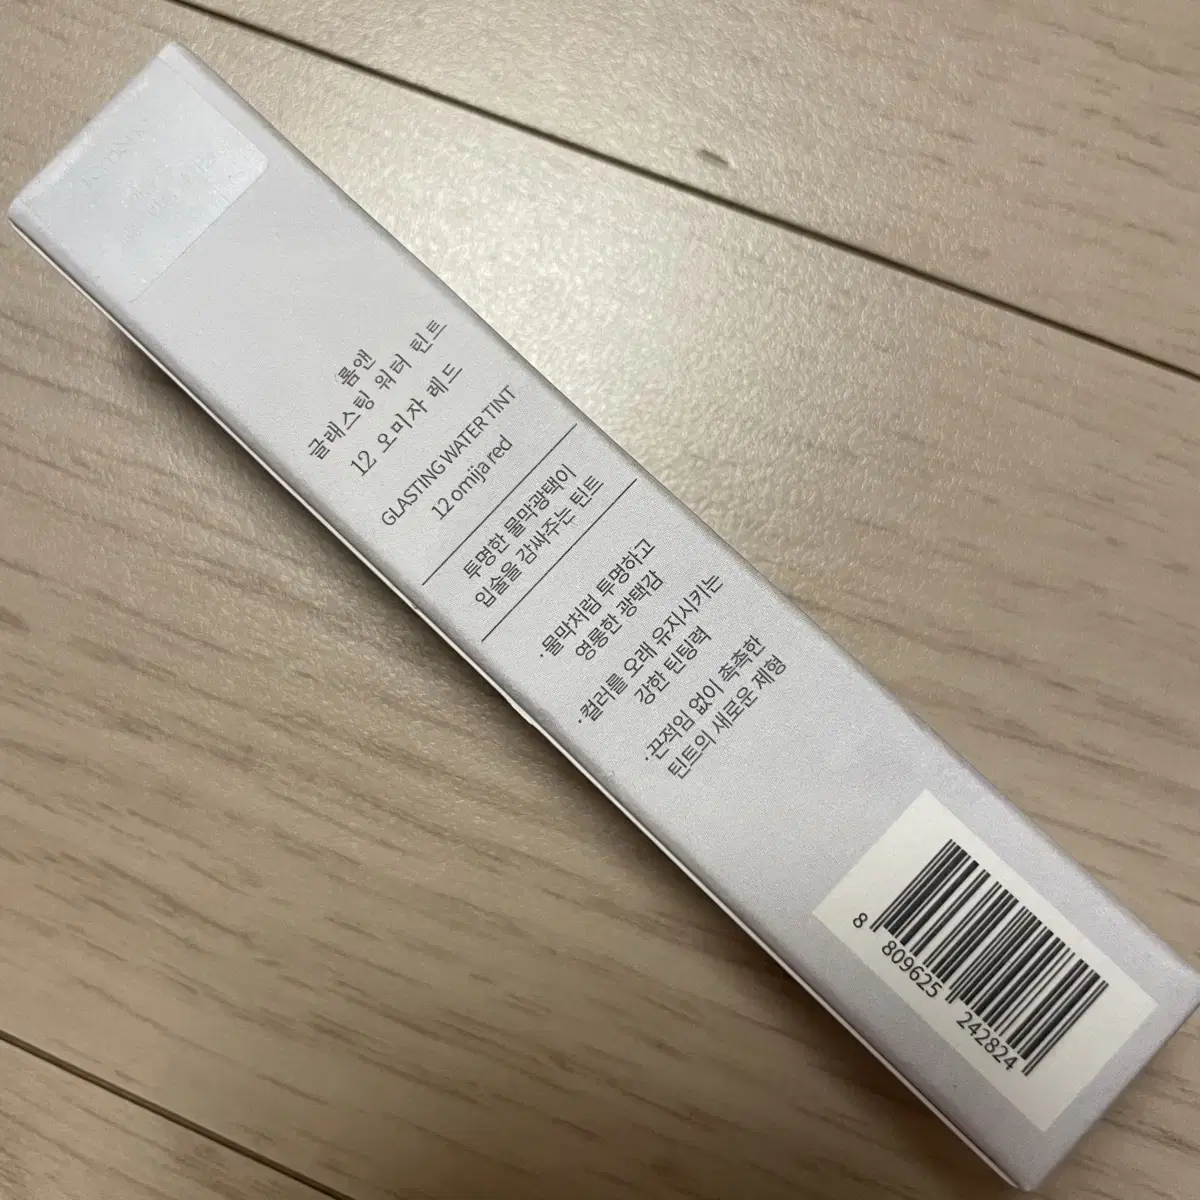 롬앤
글래스팅 워터 틴트
12 오미자 레드
GLASTING WATER TINT
12 omija red
투명한 물막광택이
입술을 감싸주는 틴트
·물막처럼 투명하고
영롱한 광택감
·컬러를 오래 유지시키는
강한 틴팅력
·끈적임 없이 촉촉한
틴트의 새로운 제형
8 809625 242824